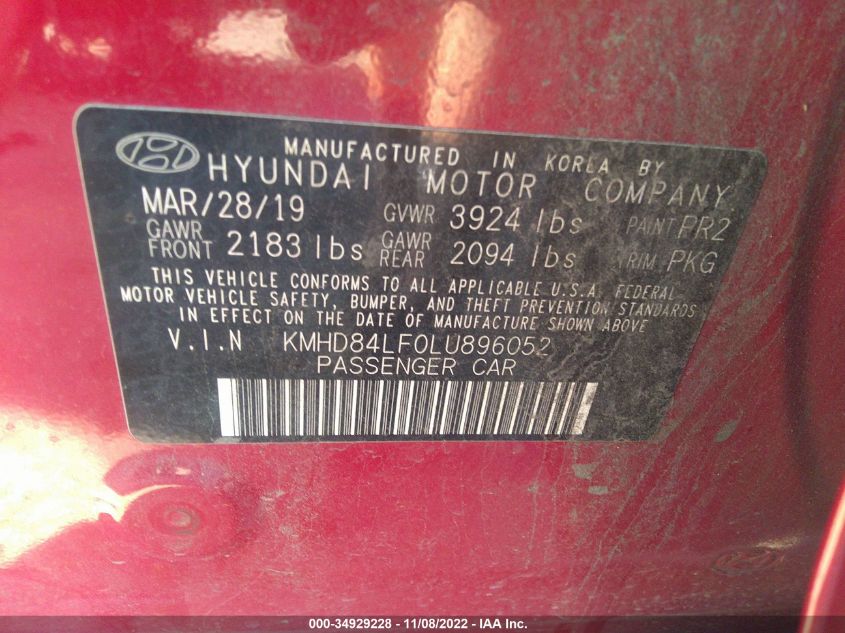 MANUFACTURED IN KOREA BY
HYUNDAI MOTOR COMPANY
MAR/28/19 GVWR 3924 lbs PAINT PR2
GAWR FRONT 2183 lbs GAWR REAR 2094 lbs TRIM PKG
THIS VEHICLE CONFORMS TO ALL APPLICABLE U.S.A. FEDERAL
MOTOR VEHICLE SAFETY, BUMPER, AND THEFT PREVENTION STANDARDS
IN EFFECT ON THE DATE OF MANUFACTURE SHOWN ABOVE
V.I.N KMHD84LF0LU896052
PASSENGER CAR
000-34929228 - 11/08/2022 - IAA Inc.